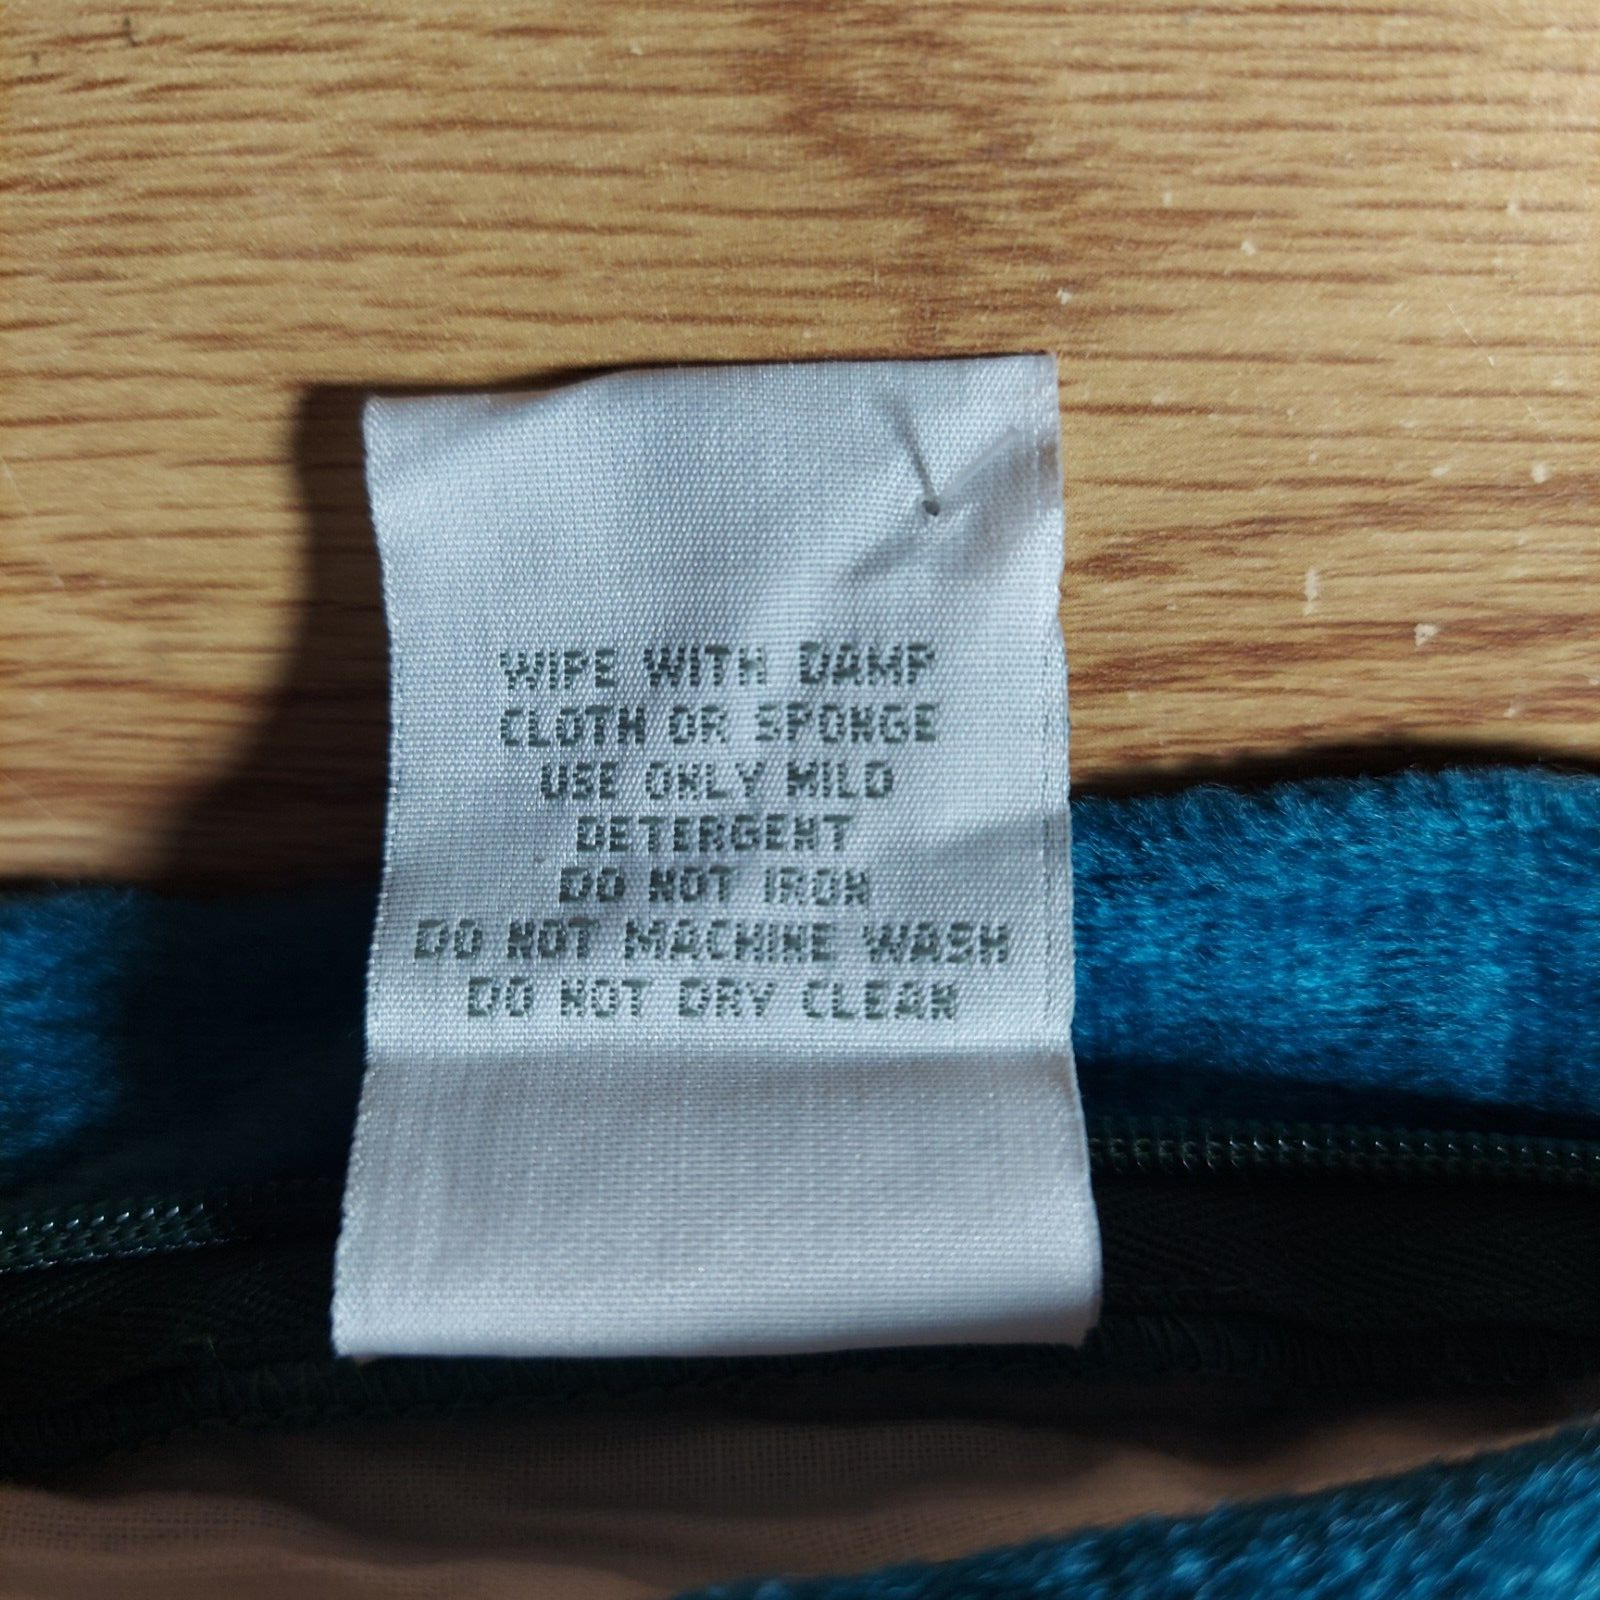 WIPE WITH DAMP
CLOTH OR SPONGE
USE ONLY MILD
DETERGENT
DO NOT IRON
DO NOT MACHINE WASH
DO NOT DRY CLEAN